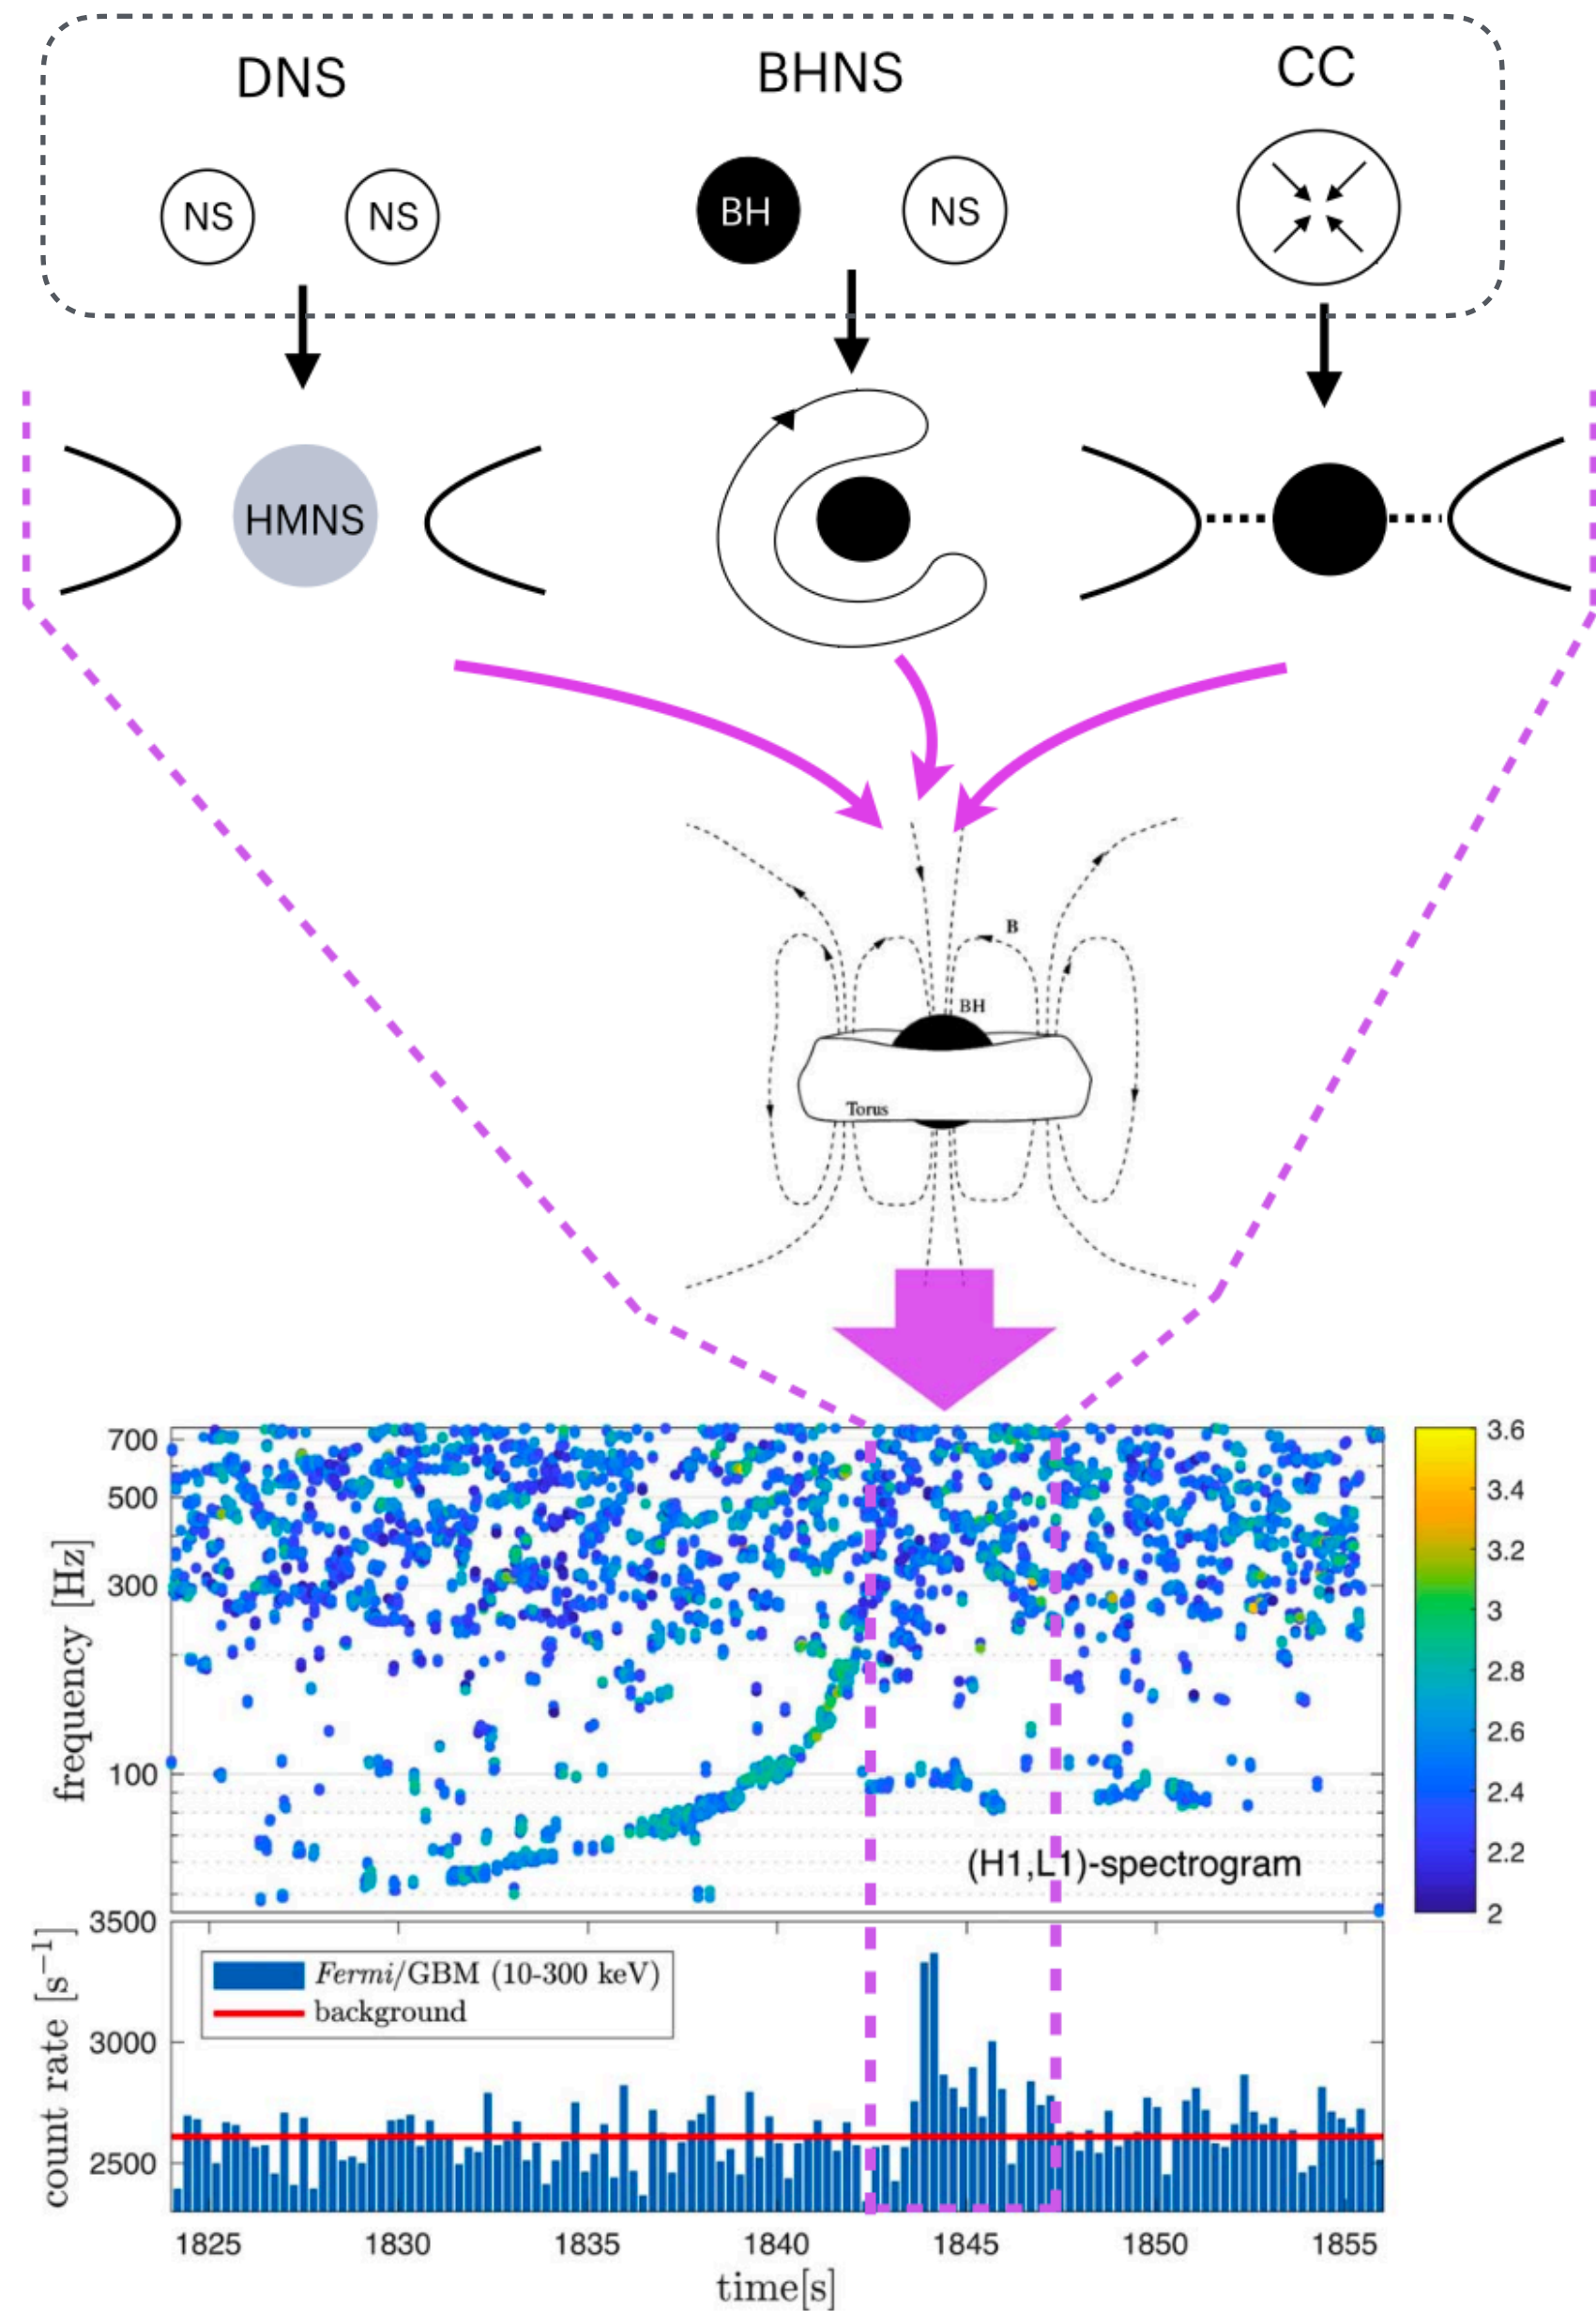 DNS
BHNS
CC
NS
NS
BH
NS
HMNS
B
BH
Torus
700
500
300
100
frequency [Hz]
(H1,L1)-spectrogram
3.6
3.4
3.2
3
2.8
2.6
2.4
2.2
2
3500
3000
2500
count rate [s⁻¹]
Fermi/GBM (10-300 keV)
background
1825 1830 1835 1840 1845 1850 1855
time[s]